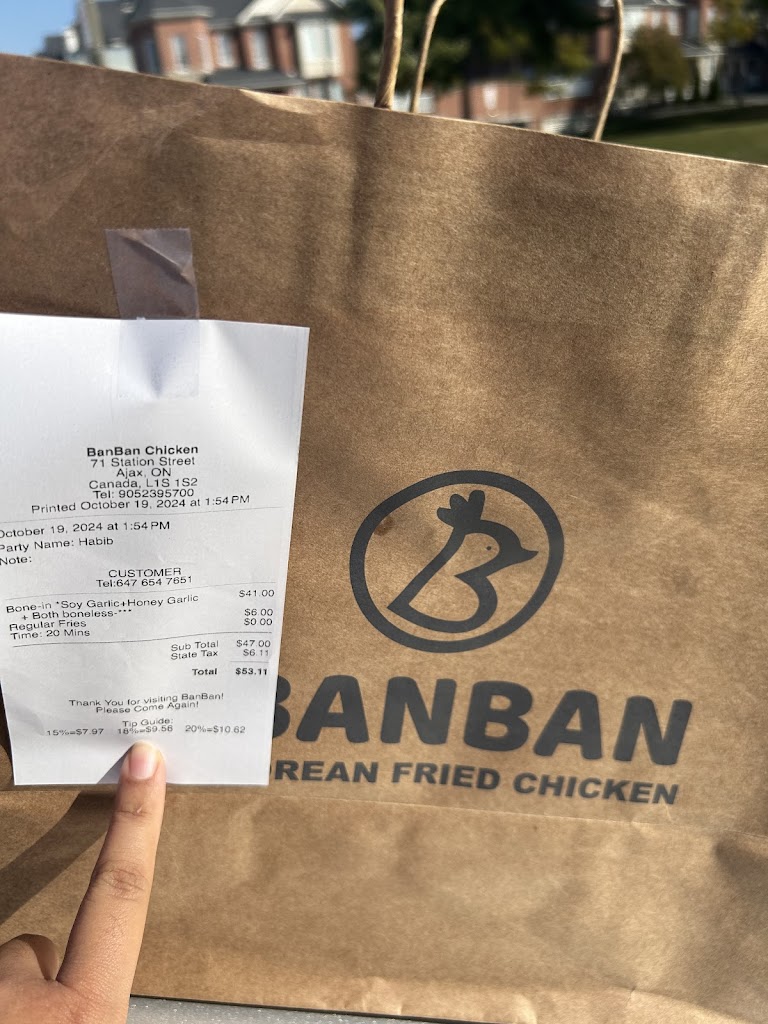 BanBan Chicken
71 Station Street
Ajax, ON
Canada, L1S 1S2
Tel: 9052395700
Printed October 19, 2024 at 1:54 PM
October 19, 2024 at 1:54 PM
Party Name: Habib
Note:
CUSTOMER
Tel:647 654 7651
Bone-in *Soy Garlic+Honey Garlic $41.00
+ Both boneless-***
Regular Fries $6.00
Time: 20 Mins $0.00
Sub Total $47.00
State Tax $6.11
Total $53.11
Thank You for visiting BanBan!
Please Come Again!
Tip Guide:
15%=$7.97 18%=$9.56 20%=$10.62
BANBAN
OREAN FRIED CHICKEN